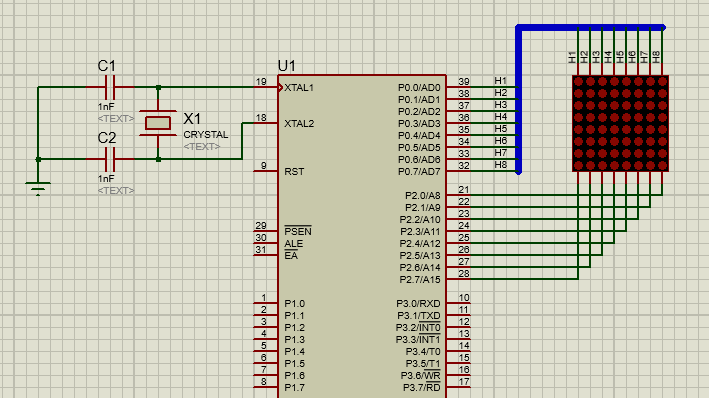 C1
1nF
<TEXT>
C2
1nF
<TEXT>
X1
CRYSTAL
<TEXT>
U1
19 XTAL1
18 XTAL2
9 RST
29 PSEN
30 ALE
31 EA
1 P1.0
2 P1.1
3 P1.2
4 P1.3
5 P1.4
6 P1.5
7 P1.6
8 P1.7
P0.0/AD0 39 H1
P0.1/AD1 38 H2
P0.2/AD2 37 H3
P0.3/AD3 36 H4
P0.4/AD4 35 H5
P0.5/AD5 34 H6
P0.6/AD6 33 H7
P0.7/AD7 32 H8
P2.0/A8 21
P2.1/A9 22
P2.2/A10 23
P2.3/A11 24
P2.4/A12 25
P2.5/A13 26
P2.6/A14 27
P2.7/A15 28
P3.0/RXD 10
P3.1/TXD 11
P3.2/INT0 12
P3.3/INT1 13
P3.4/T0 14
P3.5/T1 15
P3.6/WR 16
P3.7/RD 17
H1 H2 H3 H4 H5 H6 H7 H8